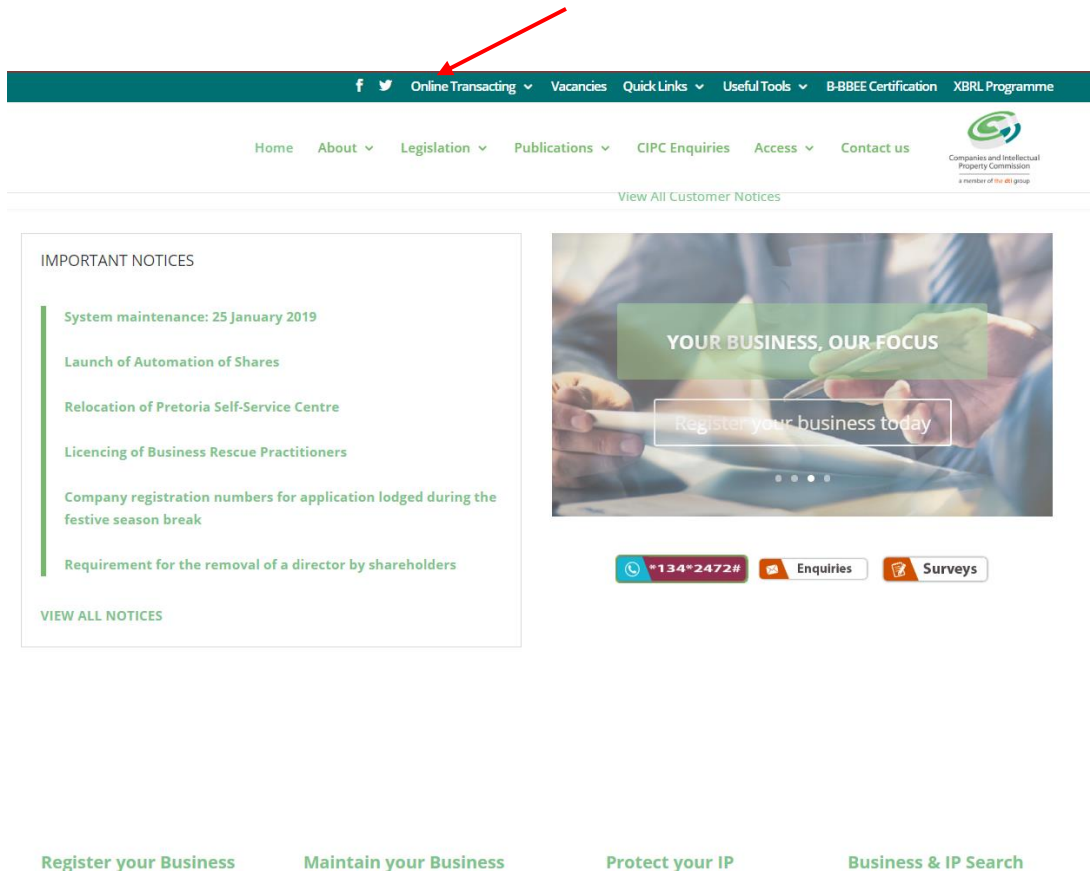 f Online Transacting Vacancies Quick Links Useful Tools B-BBEE Certification XBRL Programme
Home About Legislation Publications CIPC Enquiries Access Contact us
Companies and Intellectual
Property Commission
a member of the dti group
View All Customer Notices
IMPORTANT NOTICES
System maintenance: 25 January 2019
Launch of Automation of Shares
Relocation of Pretoria Self-Service Centre
Licencing of Business Rescue Practitioners
Company registration numbers for application lodged during the
festive season break
Requirement for the removal of a director by shareholders
VIEW ALL NOTICES
YOUR BUSINESS, OUR FOCUS
Register your business today
*134*2472# Enquiries Surveys
Register your Business Maintain your Business Protect your IP Business & IP Search